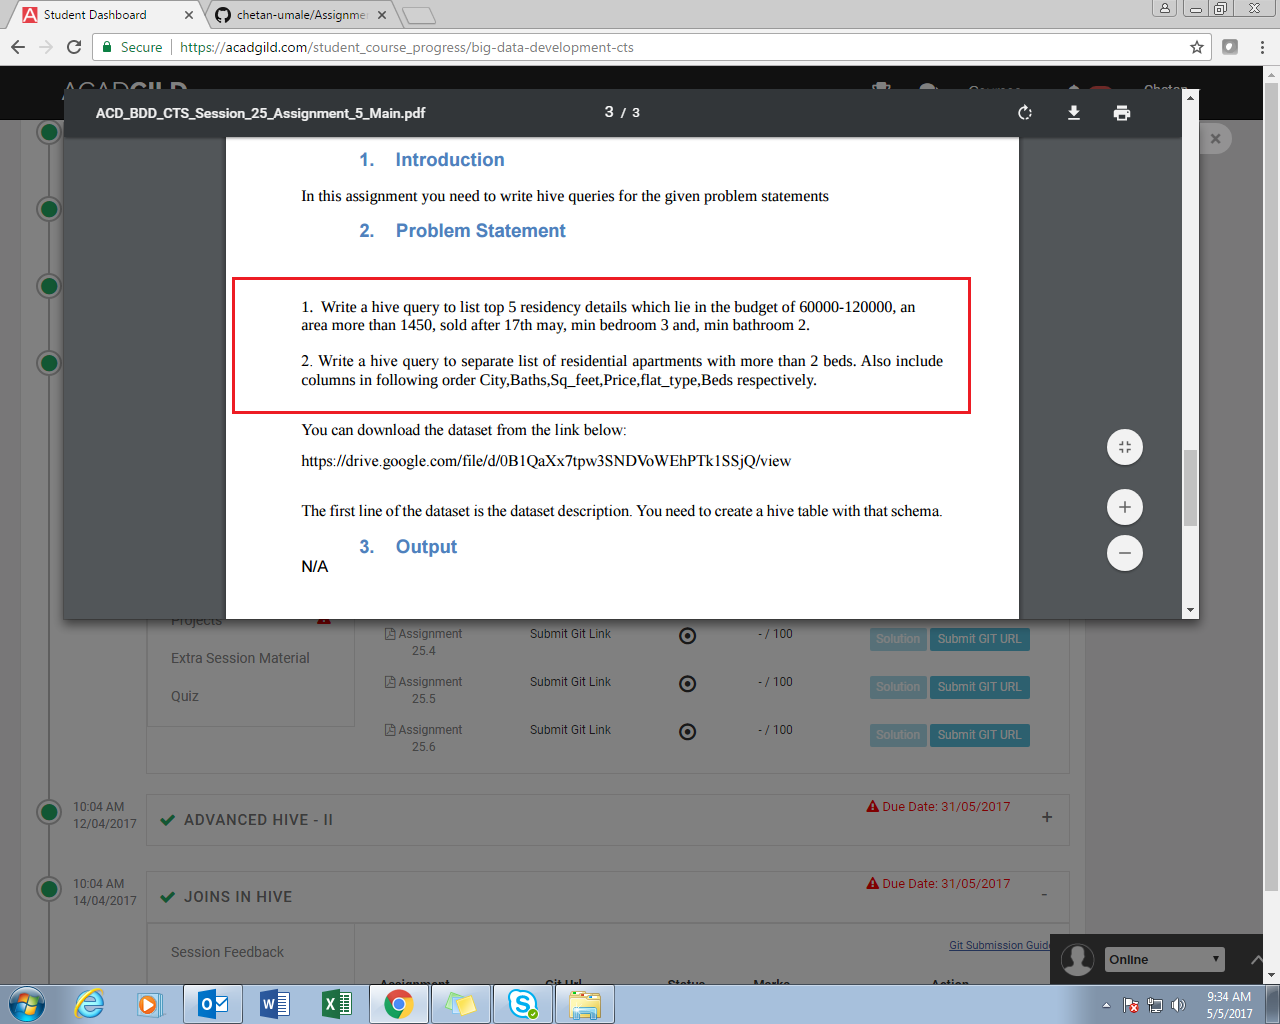 Student Dashboard
chetan-umale/Assignme
Secure
https://acadgild.com/student_course_progress/big-data-development-cts
ACADGILD
ACD_BDD_CTS_Session_25_Assignment_5_Main.pdf
3 / 3
1. Introduction
In this assignment you need to write hive queries for the given problem statements
2. Problem Statement
1. Write a hive query to list top 5 residency details which lie in the budget of 60000-120000, an
area more than 1450, sold after 17th may, min bedroom 3 and, min bathroom 2.
2. Write a hive query to separate list of residential apartments with more than 2 beds. Also include
columns in following order City,Baths,Sq_feet,Price,flat_type,Beds respectively.
You can download the dataset from the link below:
https://drive.google.com/file/d/0B1QaXx7tpw3SNDVoWEhPTk1SSjQ/view
The first line of the dataset is the dataset description. You need to create a hive table with that schema.
3. Output
N/A
Projects
Assignment
25.4
Submit Git Link
- / 100
Solution
Submit GIT URL
Extra Session Material
Quiz
Assignment
25.5
Submit Git Link
- / 100
Solution
Submit GIT URL
Assignment
25.6
Submit Git Link
- / 100
Solution
Submit GIT URL
10:04 AM
12/04/2017
ADVANCED HIVE - II
Due Date: 31/05/2017
10:04 AM
14/04/2017
JOINS IN HIVE
Due Date: 31/05/2017
Session Feedback
Git Submission Guide
Assignment
Git Url
Status
Marks
Action
Online
9:34 AM
5/5/2017